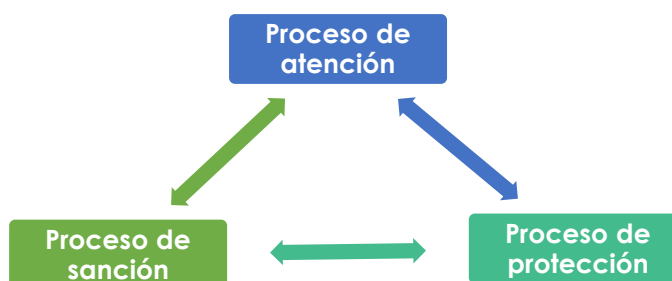 Proceso de
atención
Proceso de
sanción
Proceso de
protección